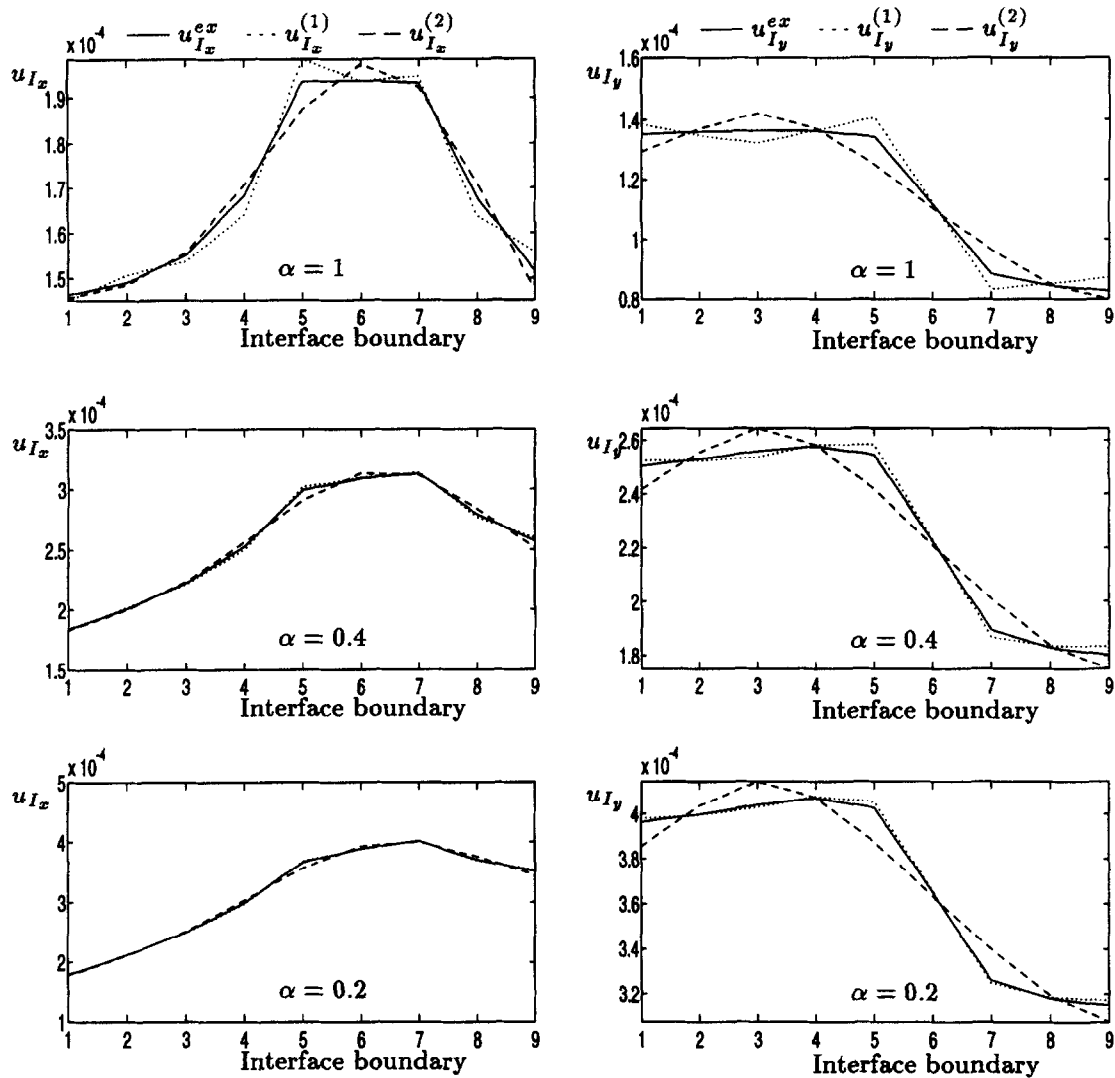 x 10⁻⁴ — u_{I_x}^{ex} ···· u_{I_x}^{(1)} – – u_{I_x}^{(2)}
u_{I_x}
1.9
1.8
1.7
1.6
1.5
α = 1
1 2 3 4 5 6 7 8 9
Interface boundary
x 10⁻⁴ — u_{I_y}^{ex} ···· u_{I_y}^{(1)} – – u_{I_y}^{(2)}
1.6
u_{I_y}
1.4
1.2
1
0.8
α = 1
1 2 3 4 5 6 7 8 9
Interface boundary
x 10⁻⁴
3.5
u_{I_x}
3
2.5
2
1.5
α = 0.4
1 2 3 4 5 6 7 8 9
Interface boundary
x 10⁻⁴
u_{I_y}
2.6
2.4
2.2
2
1.8
α = 0.4
1 2 3 4 5 6 7 8 9
Interface boundary
x 10⁻⁴
5
u_{I_x}
4
3
2
1
α = 0.2
1 2 3 4 5 6 7 8 9
Interface boundary
x 10⁻⁴
u_{I_y}
4
3.8
3.6
3.4
3.2
α = 0.2
1 2 3 4 5 6 7 8 9
Interface boundary